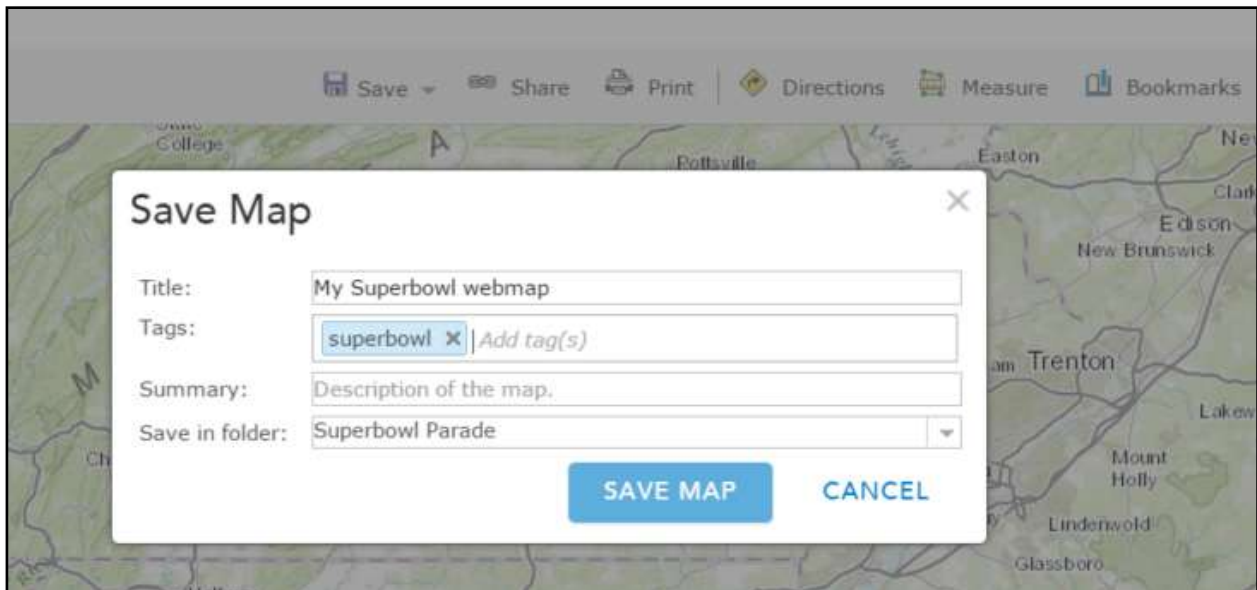 Save Share Print Directions Measure Bookmarks
College
A
Pottsville
Easton
Edison
New Brunswick
Save Map
Title: My Superbowl webmap
Tags: superbowl Add tag(s)
Summary: Description of the map.
Save in folder: Superbowl Parade
SAVE MAP CANCEL
M
Trenton
Mount
Holly
Lindenwold
Glassboro